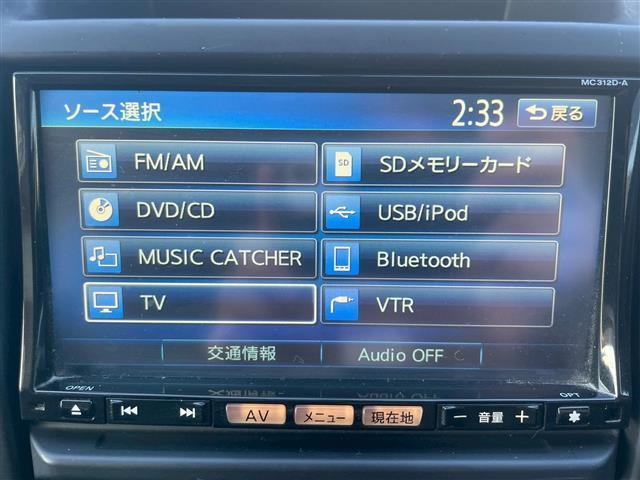 MC312D-A
ソース選択 2:33 戻る
FM/AM SD SDメモリーカード
DVD/CD USB/iPod
MUSIC CATCHER Bluetooth
TV VTR
交通情報 Audio OFF
OPEN OPT
AV メニュー 現在地 − 音量 +